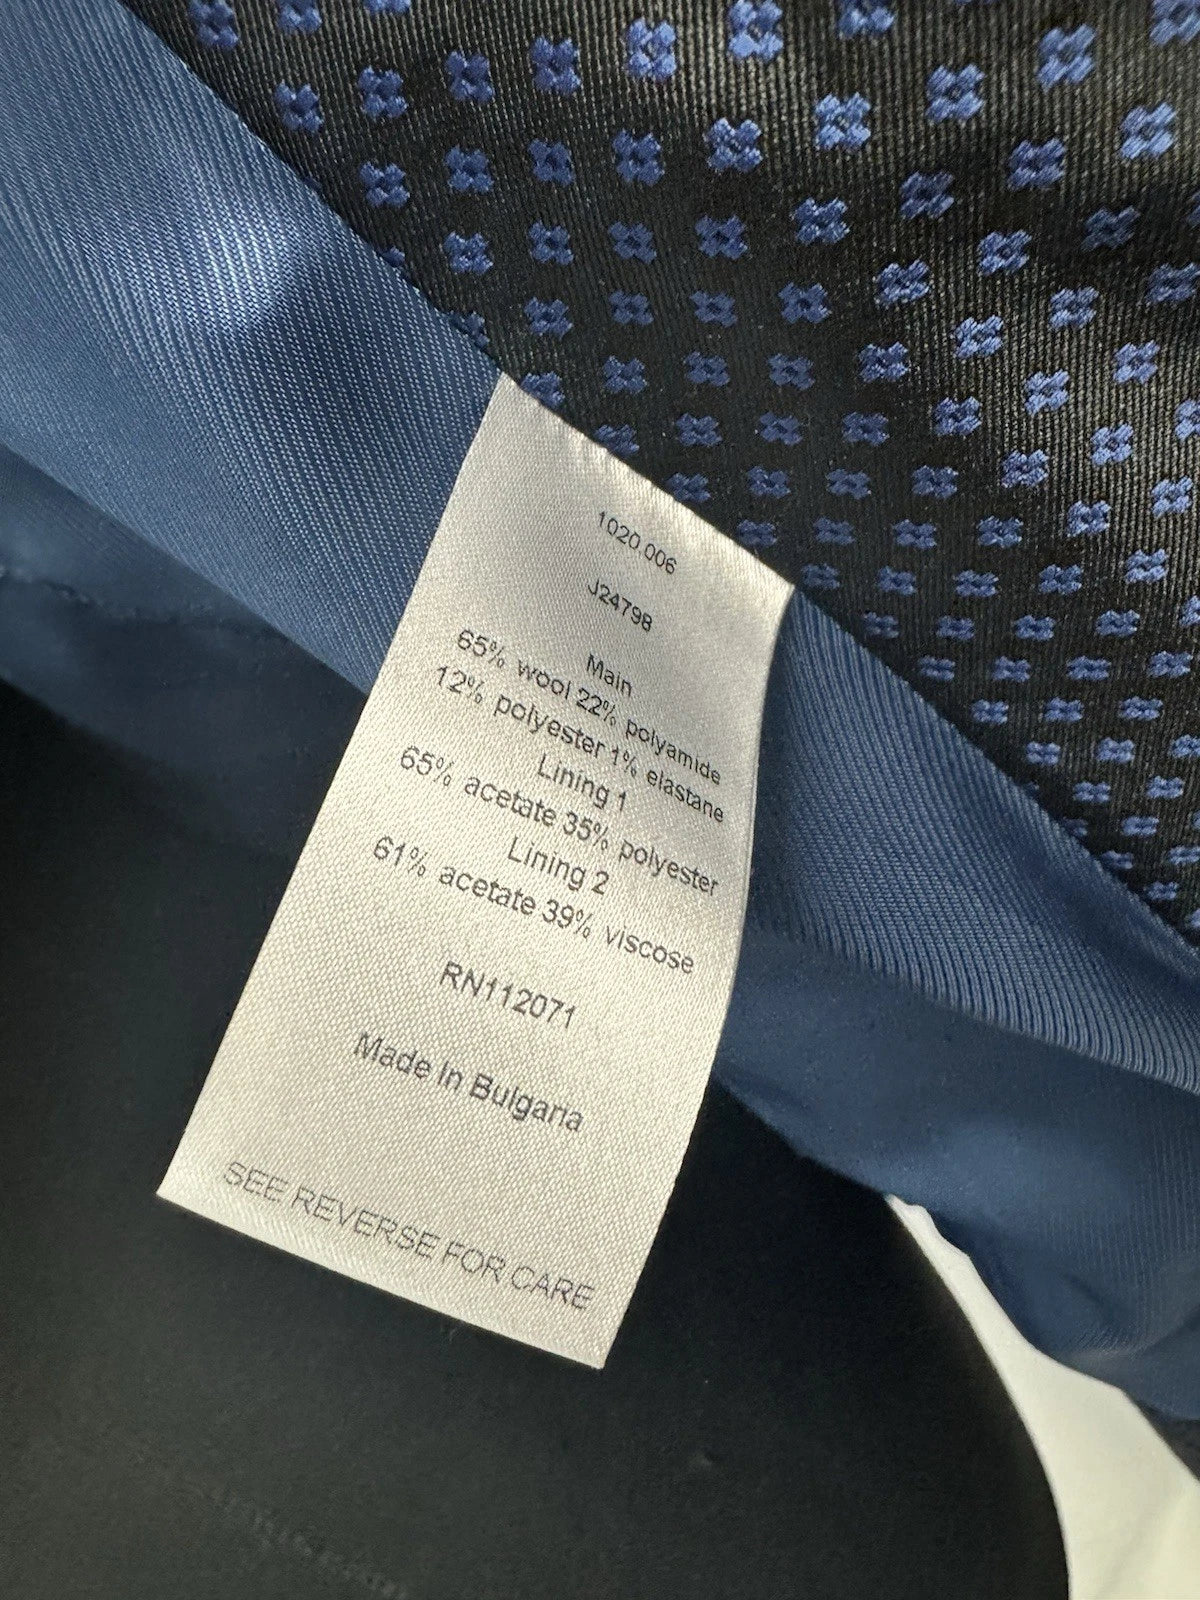 1020.006
J24798
Main
65% wool 22% polyamide
12% polyester 1% elastane
Lining 1
65% acetate 35% polyester
Lining 2
61% acetate 39% viscose
RN112071
Made In Bulgaria
SEE REVERSE FOR CARE